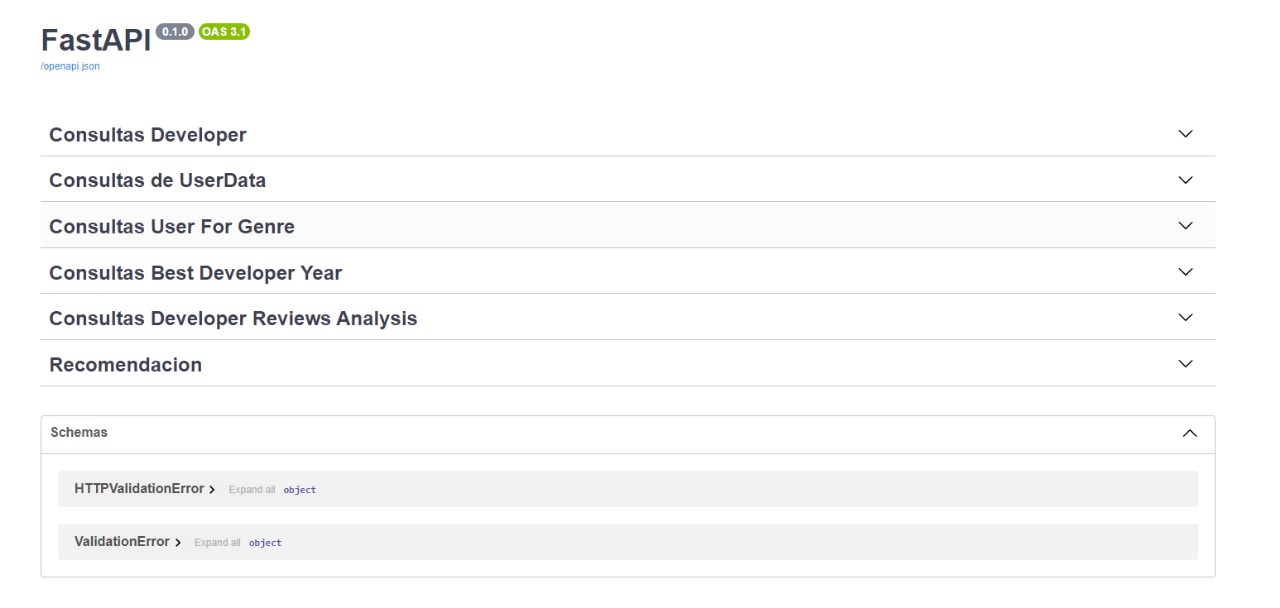 FastAPI 0.1.0 OAS 3.1
/openapi.json
Consultas Developer
Consultas de UserData
Consultas User For Genre
Consultas Best Developer Year
Consultas Developer Reviews Analysis
Recomendacion
Schemas
HTTPValidationError Expand all object
ValidationError Expand all object